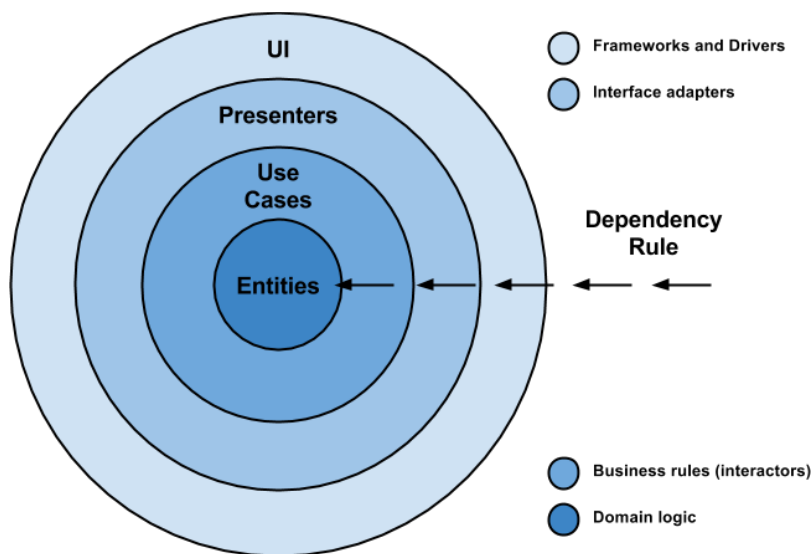 UI
Frameworks and Drivers
Interface adapters
Presenters
Use
Cases
Dependency
Rule
Entities
Business rules (interactors)
Domain logic